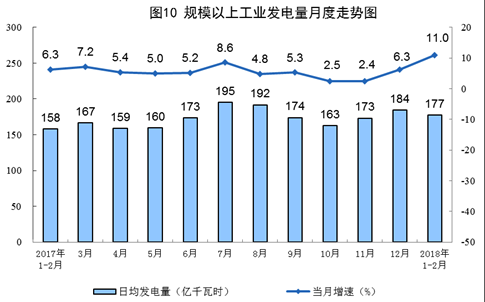 图10 规模以上工业发电量月度走势图
300 250 200 150 100 50 0
20 10 0 -10 -20 -30 -40 -50
6.3 7.2 5.4 5.0 5.2 8.6 4.8 5.3 2.5 2.4 6.3 11.0
158 167 159 160 173 195 192 174 163 173 184 177
2017年 3月 4月 5月 6月 7月 8月 9月 10月 11月 12月 2018年
1-2月 1-2月
日均发电量（亿千瓦时） 当月增速（%）